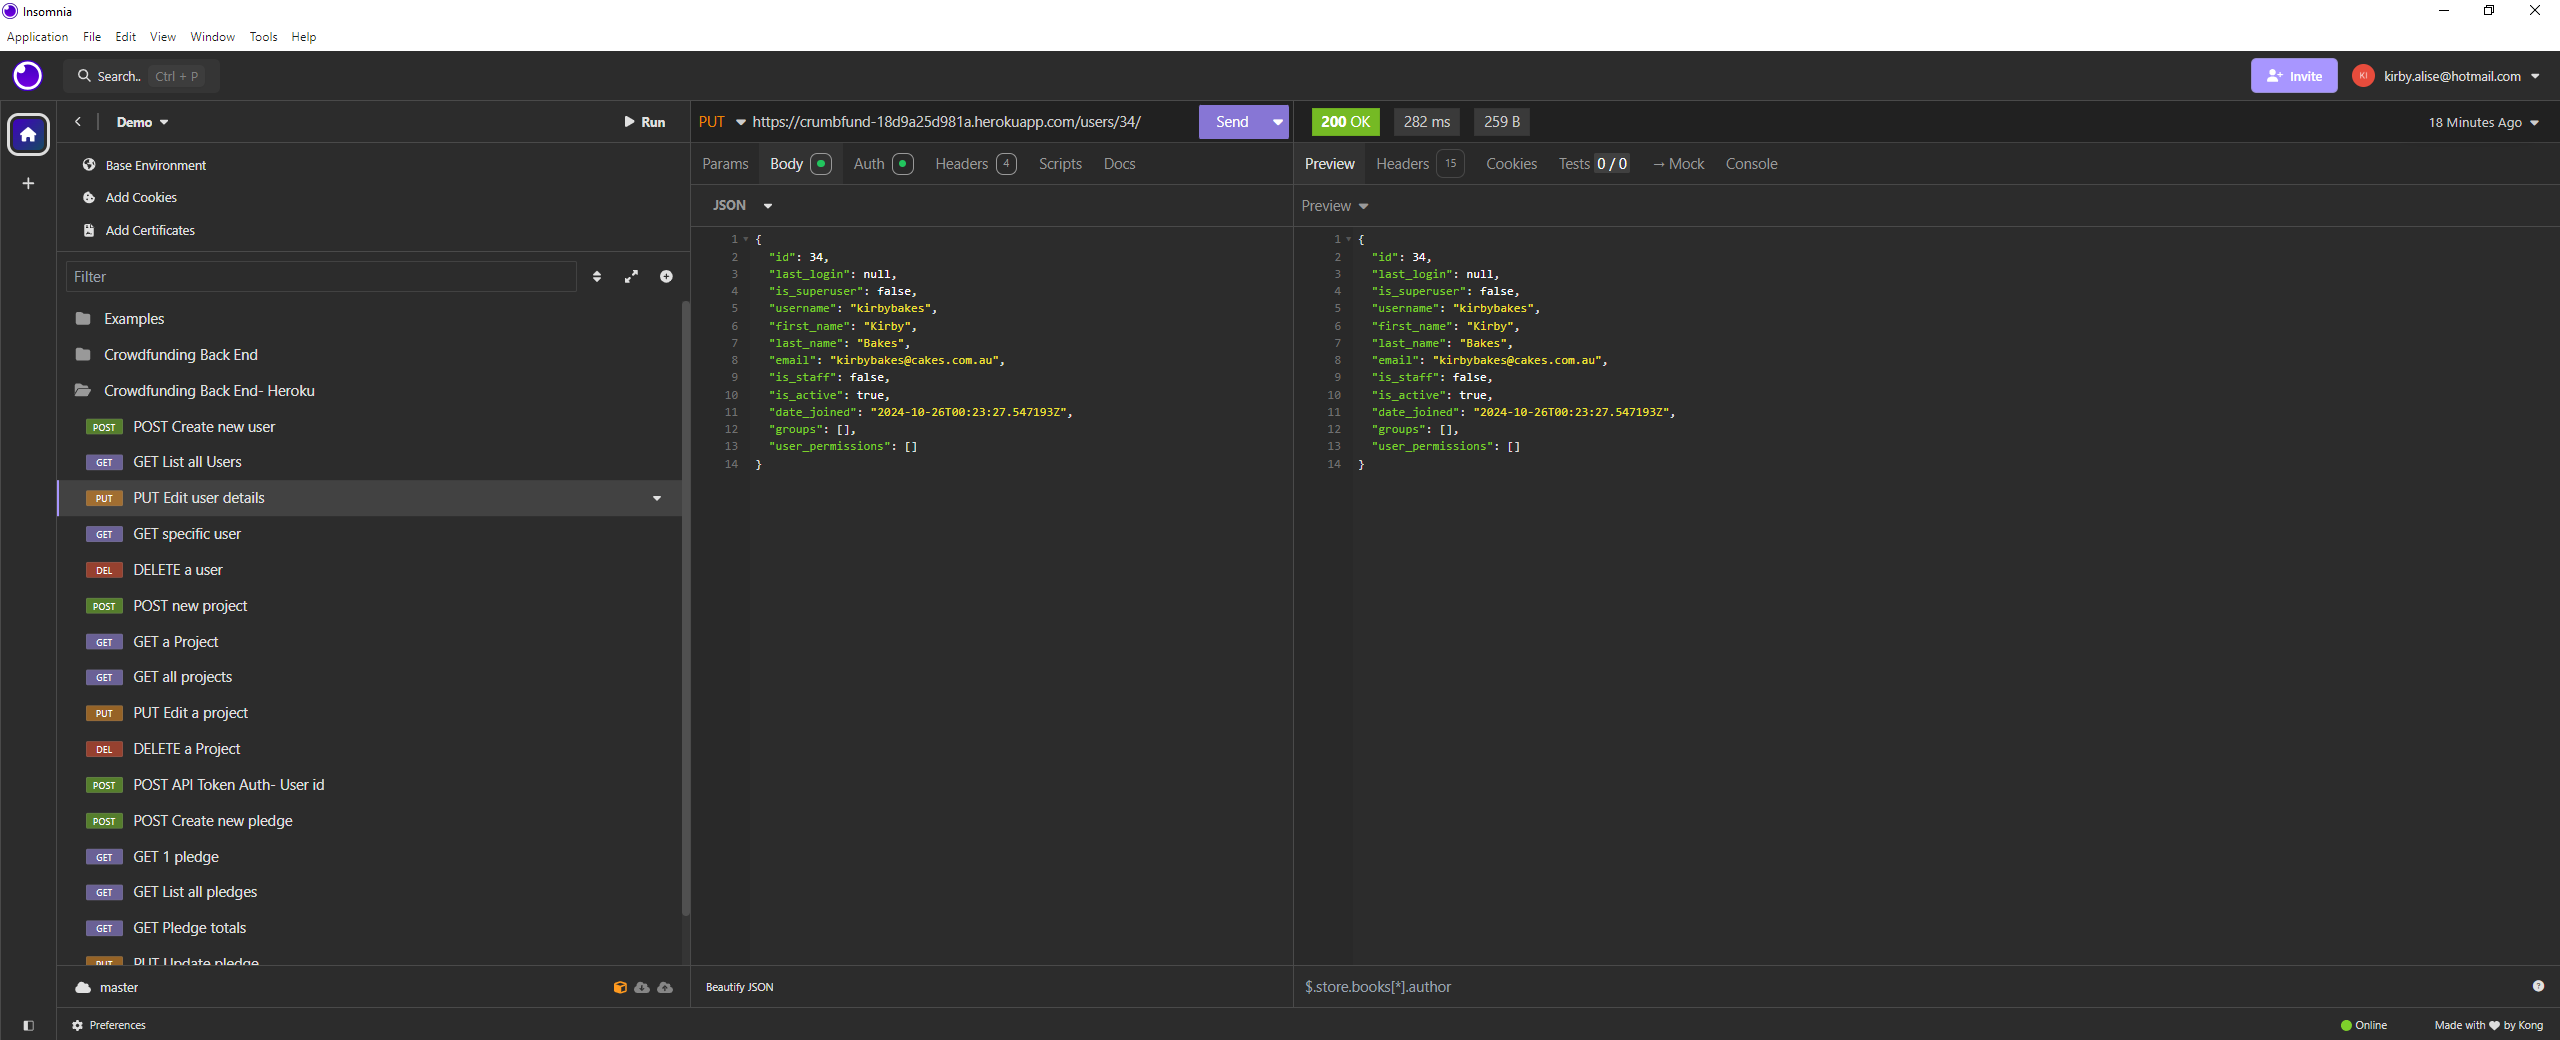 Insomnia
Application File Edit View Window Tools Help
Search.. Ctrl + P
Invite
KI
kirby.alise@hotmail.com
Demo
Run
Base Environment
Add Cookies
Add Certificates
Filter
Examples
Crowdfunding Back End
Crowdfunding Back End- Heroku
POST POST Create new user
GET GET List all Users
PUT PUT Edit user details
GET GET specific user
DEL DELETE a user
POST POST new project
GET GET a Project
GET GET all projects
PUT PUT Edit a project
DEL DELETE a Project
POST POST API Token Auth- User id
POST POST Create new pledge
GET GET 1 pledge
GET GET List all pledges
GET GET Pledge totals
PUT PUT Update pledge
master
Preferences
PUT https://crumbfund-18d9a25d981a.herokuapp.com/users/34/ Send
Params Body Auth Headers 4 Scripts Docs
JSON
1 {
2 "id": 34,
3 "last_login": null,
4 "is_superuser": false,
5 "username": "kirbybakes",
6 "first_name": "Kirby",
7 "last_name": "Bakes",
8 "email": "kirbybakes@cakes.com.au",
9 "is_staff": false,
10 "is_active": true,
11 "date_joined": "2024-10-26T00:23:27.547193Z",
12 "groups": [],
13 "user_permissions": []
14 }
Beautify JSON
200 OK 282 ms 259 B 18 Minutes Ago
Preview Headers 15 Cookies Tests 0 / 0 → Mock Console
Preview
1 {
2 "id": 34,
3 "last_login": null,
4 "is_superuser": false,
5 "username": "kirbybakes",
6 "first_name": "Kirby",
7 "last_name": "Bakes",
8 "email": "kirbybakes@cakes.com.au",
9 "is_staff": false,
10 "is_active": true,
11 "date_joined": "2024-10-26T00:23:27.547193Z",
12 "groups": [],
13 "user_permissions": []
14 }
$.store.books[*].author
Online
Made with ♥ by Kong